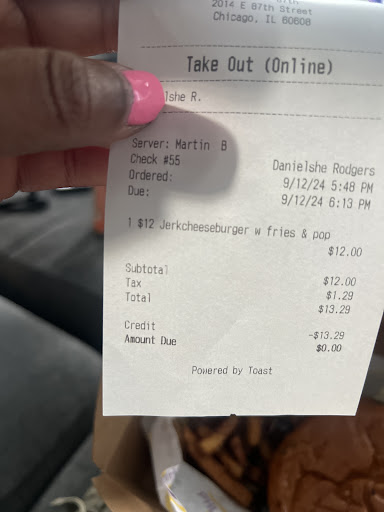 2014 E 87th Street
Chicago, IL 60608
Take Out (Online)
lshe R.
Server: Martin B
Check #55 Danielshe Rodgers
Ordered: 9/12/24 5:48 PM
Due: 9/12/24 6:13 PM
1 $12 Jerkcheeseburger w fries & pop
$12.00
Subtotal $12.00
Tax $1.29
Total $13.29
Credit -$13.29
Amount Due $0.00
Powered by Toast